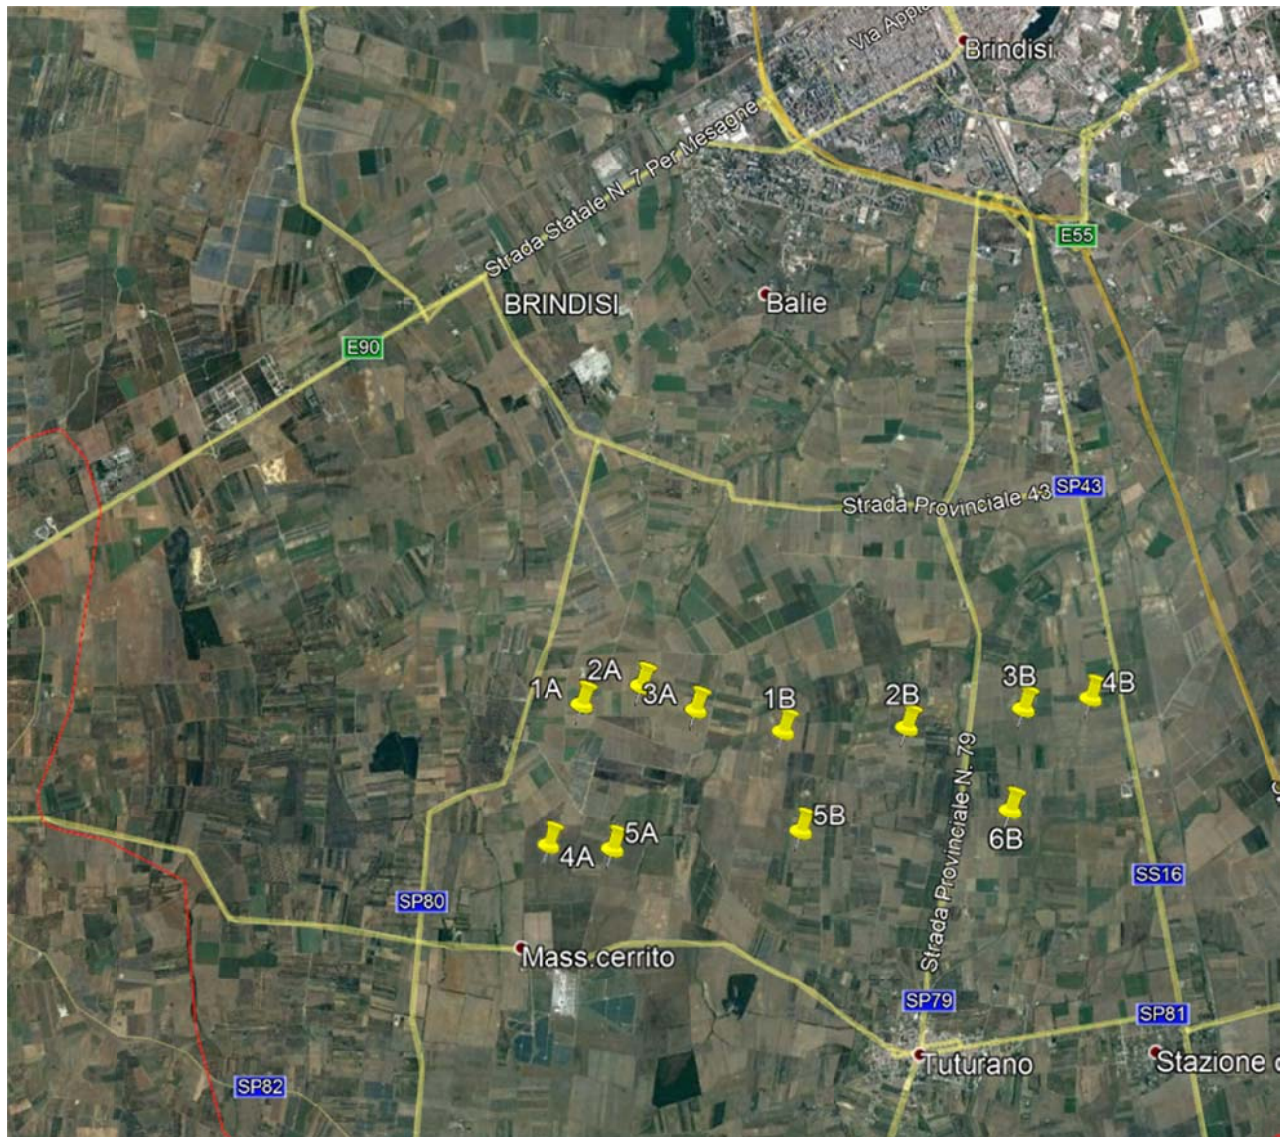 Via Appia
Brindisi
Strada Statale N. 7 Per Mesagne
E55
BRINDISI
Balie
E90
Strada Provinciale 43
SP43
1A
2A
3A
1B
2B
3B
4B
Strada Provinciale N. 79
4A
5A
5B
6B
SS16
SP80
Mass.cerrito
SP79
SP81
Tuturano
Stazione
SP82